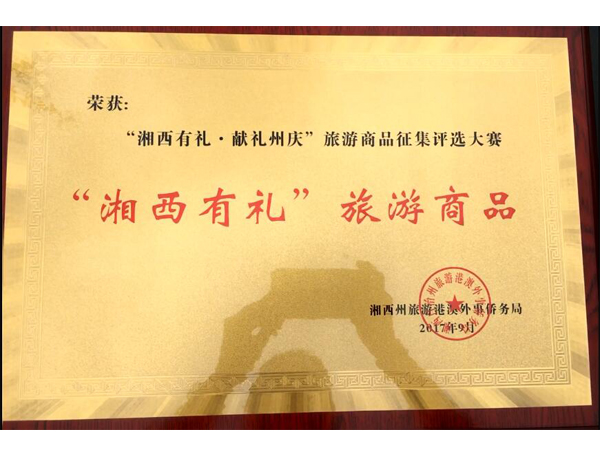 荣获:
“湘西有礼·献礼州庆”旅游商品征集评选大赛
“湘西有礼”旅游商品
湘西州旅游港澳外事侨务局
2017年9月